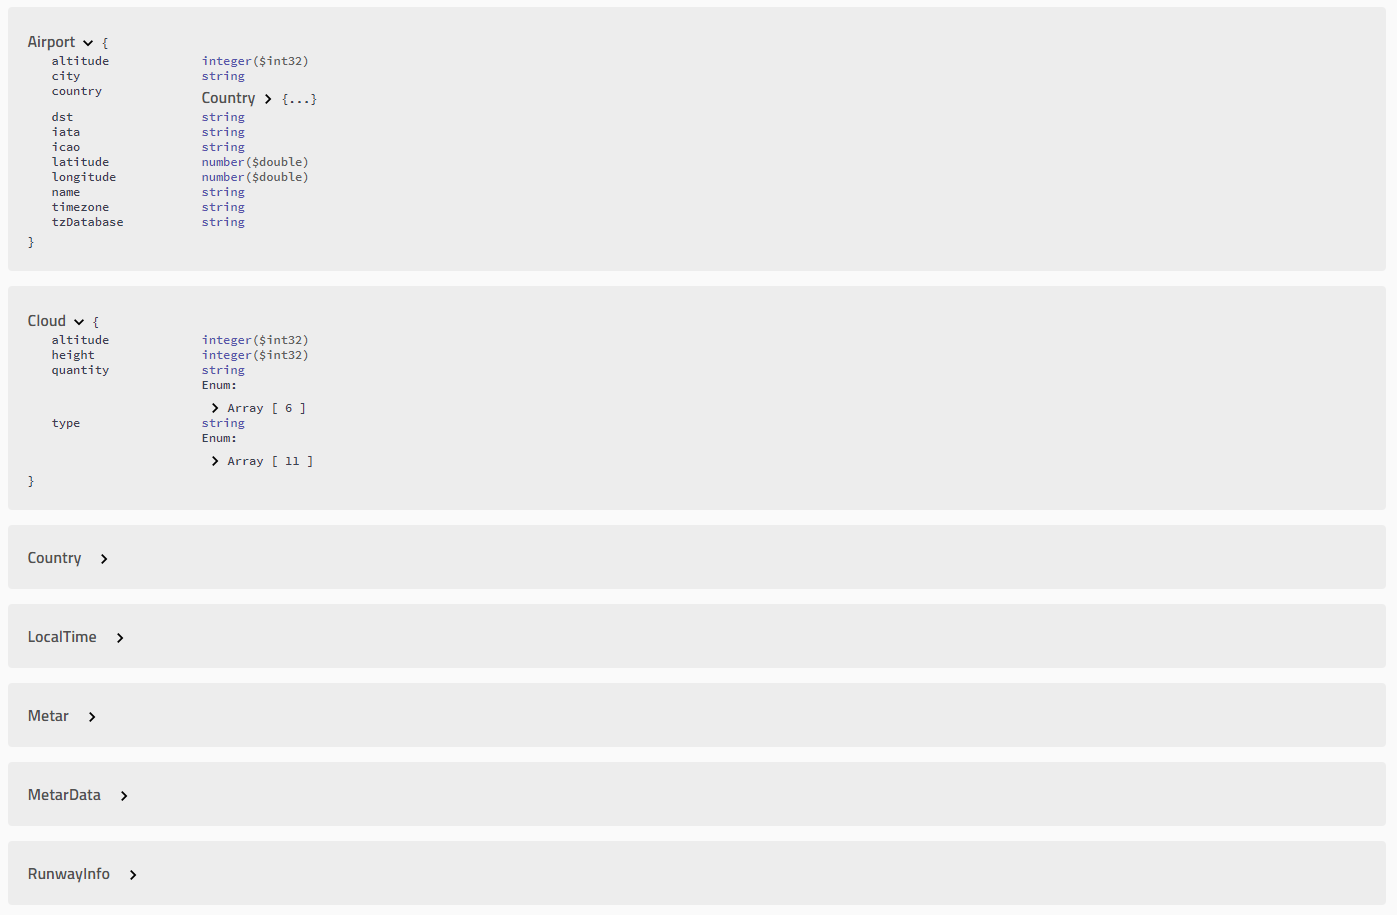 Airport {
altitude integer($int32)
city string
country Country {...}
dst string
iata string
icao string
latitude number($double)
longitude number($double)
name string
timezone string
tzDatabase string
}
Cloud {
altitude integer($int32)
height integer($int32)
quantity string
Enum:
Array [ 6 ]
type string
Enum:
Array [ 11 ]
}
Country
LocalTime
Metar
MetarData
RunwayInfo